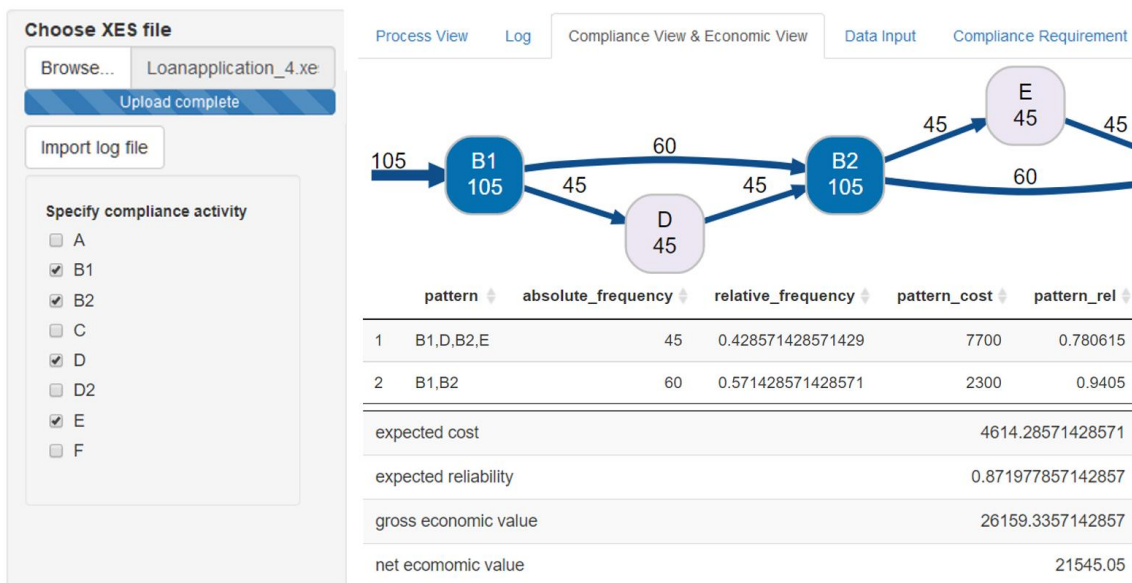 Choose XES file
Browse... Loanapplication_4.xe
Upload complete
Import log file
Specify compliance activity
A
B1
B2
C
D
D2
E
F
Process View Log Compliance View & Economic View Data Input Compliance Requirement
E
45
45
45
105
B1
105
60
B2
105
60
45
45
D
45
pattern absolute_frequency relative_frequency pattern_cost pattern_rel
1 B1,D,B2,E 45 0.428571428571429 7700 0.780615
2 B1,B2 60 0.571428571428571 2300 0.9405
expected cost 4614.28571428571
expected reliability 0.871977857142857
gross economic value 26159.3357142857
net ecomomic value 21545.05